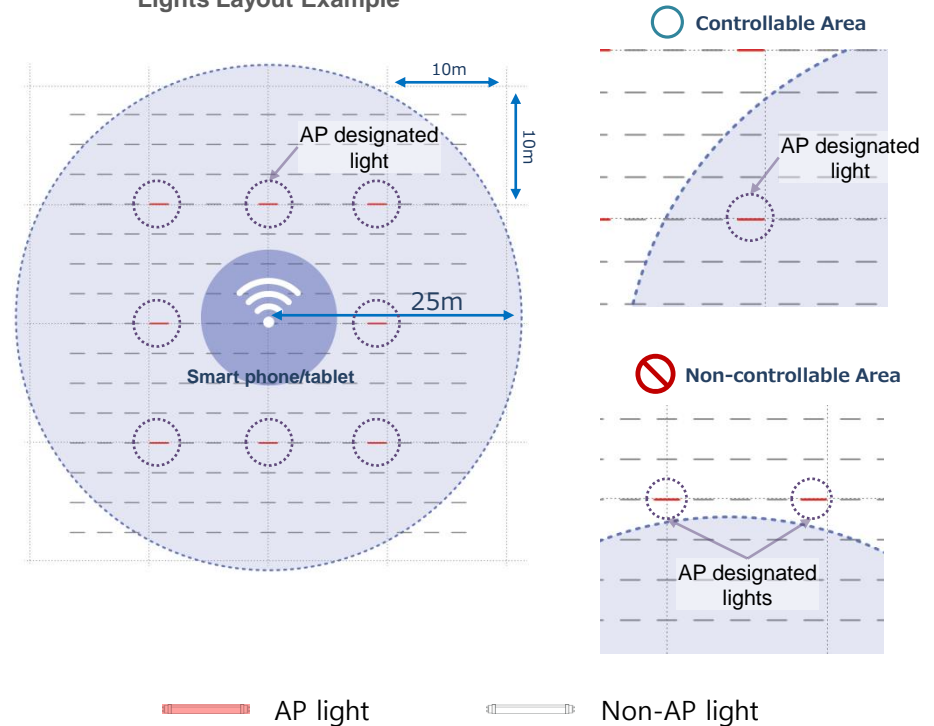 Lights Layout Example
Controllable Area
10m
10m
AP designated
light
AP designated
light
25m
Smart phone/tablet
Non-controllable Area
AP designated
lights
AP light
Non-AP light